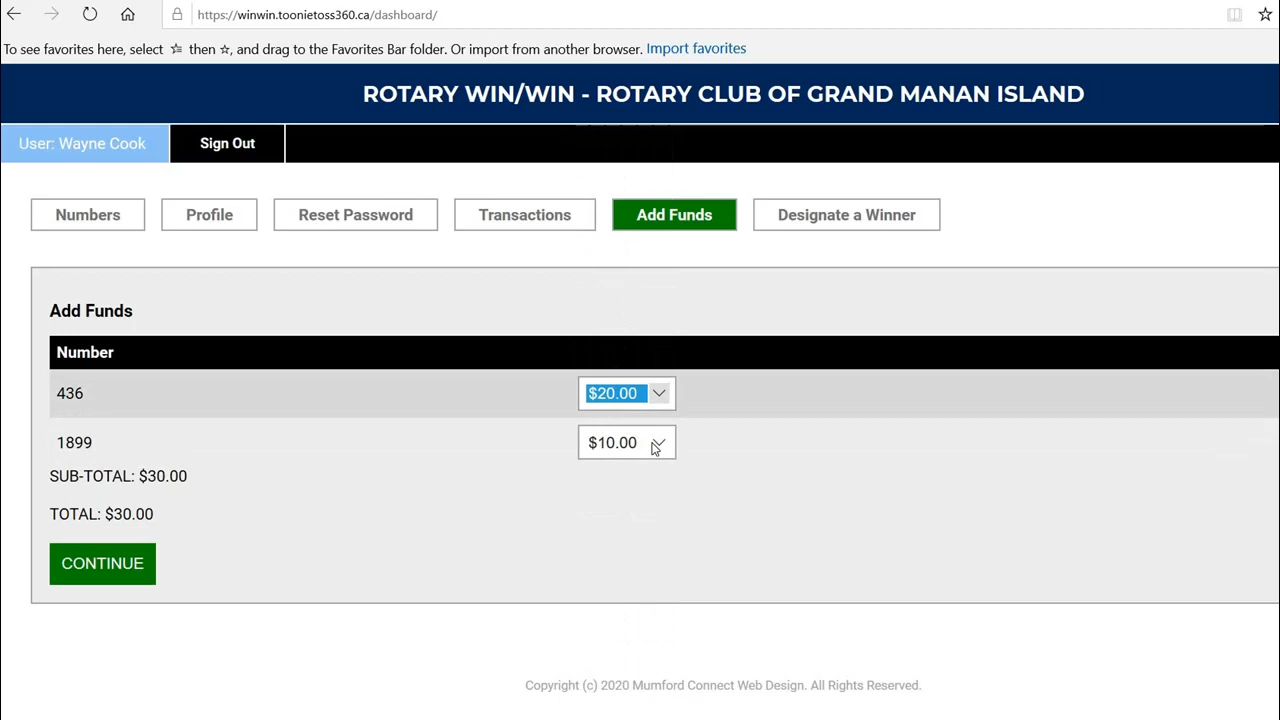 https://winwin.toonietoss360.ca/dashboard/
To see favorites here, select then , and drag to the Favorites Bar folder. Or import from another browser. Import favorites
ROTARY WIN/WIN - ROTARY CLUB OF GRAND MANAN ISLAND
User: Wayne Cook Sign Out
Numbers Profile Reset Password Transactions Add Funds Designate a Winner
Add Funds
Number
436 $20.00
1899 $10.00
SUB-TOTAL: $30.00
TOTAL: $30.00
CONTINUE
Copyright (c) 2020 Mumford Connect Web Design. All Rights Reserved.